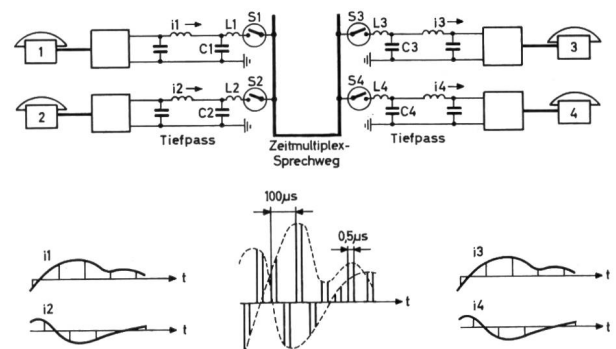 i1 L1 S1 S3 L3 i3
1 C1 C3 3
i2 L2 S2 S4 L4 i4
2 C2 C4 4
Tiefpass Zeitmultiplex- Tiefpass
Sprechweg
100µs
0,5µs
i1 i3
t t
i2 i4
t t t